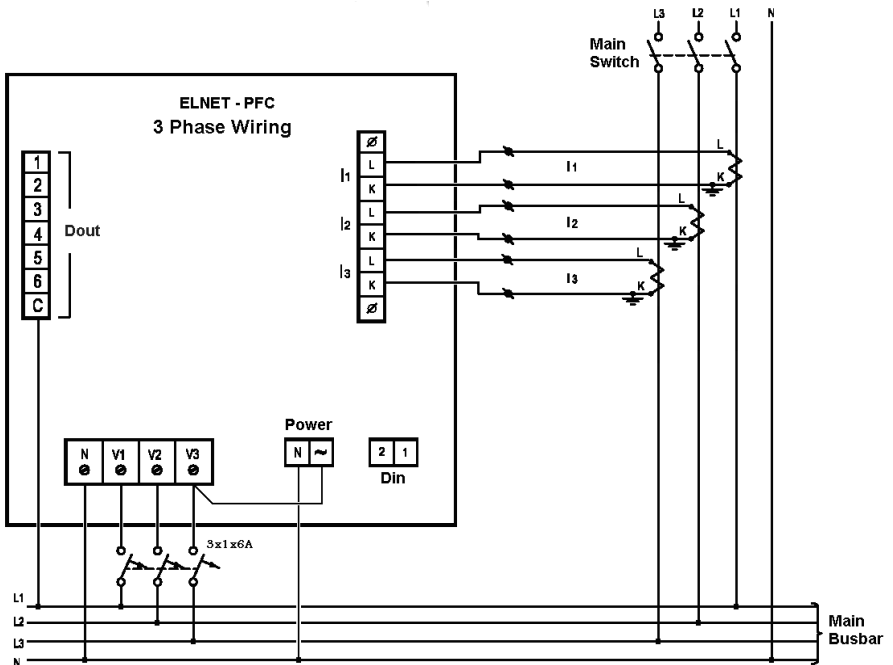 L3 L2 L1 N
Main
Switch
ELNET - PFC
3 Phase Wiring
1
2
3
4
5
6
C
Dout
Ø
L
K
L
K
L
K
Ø
I1
I2
I3
L
I1
K
L
I2
K
L
I3
K
N V1 V2 V3
Power
N ~
2 1
Din
3x1x6A
L1
L2
L3
N
Main
Busbar